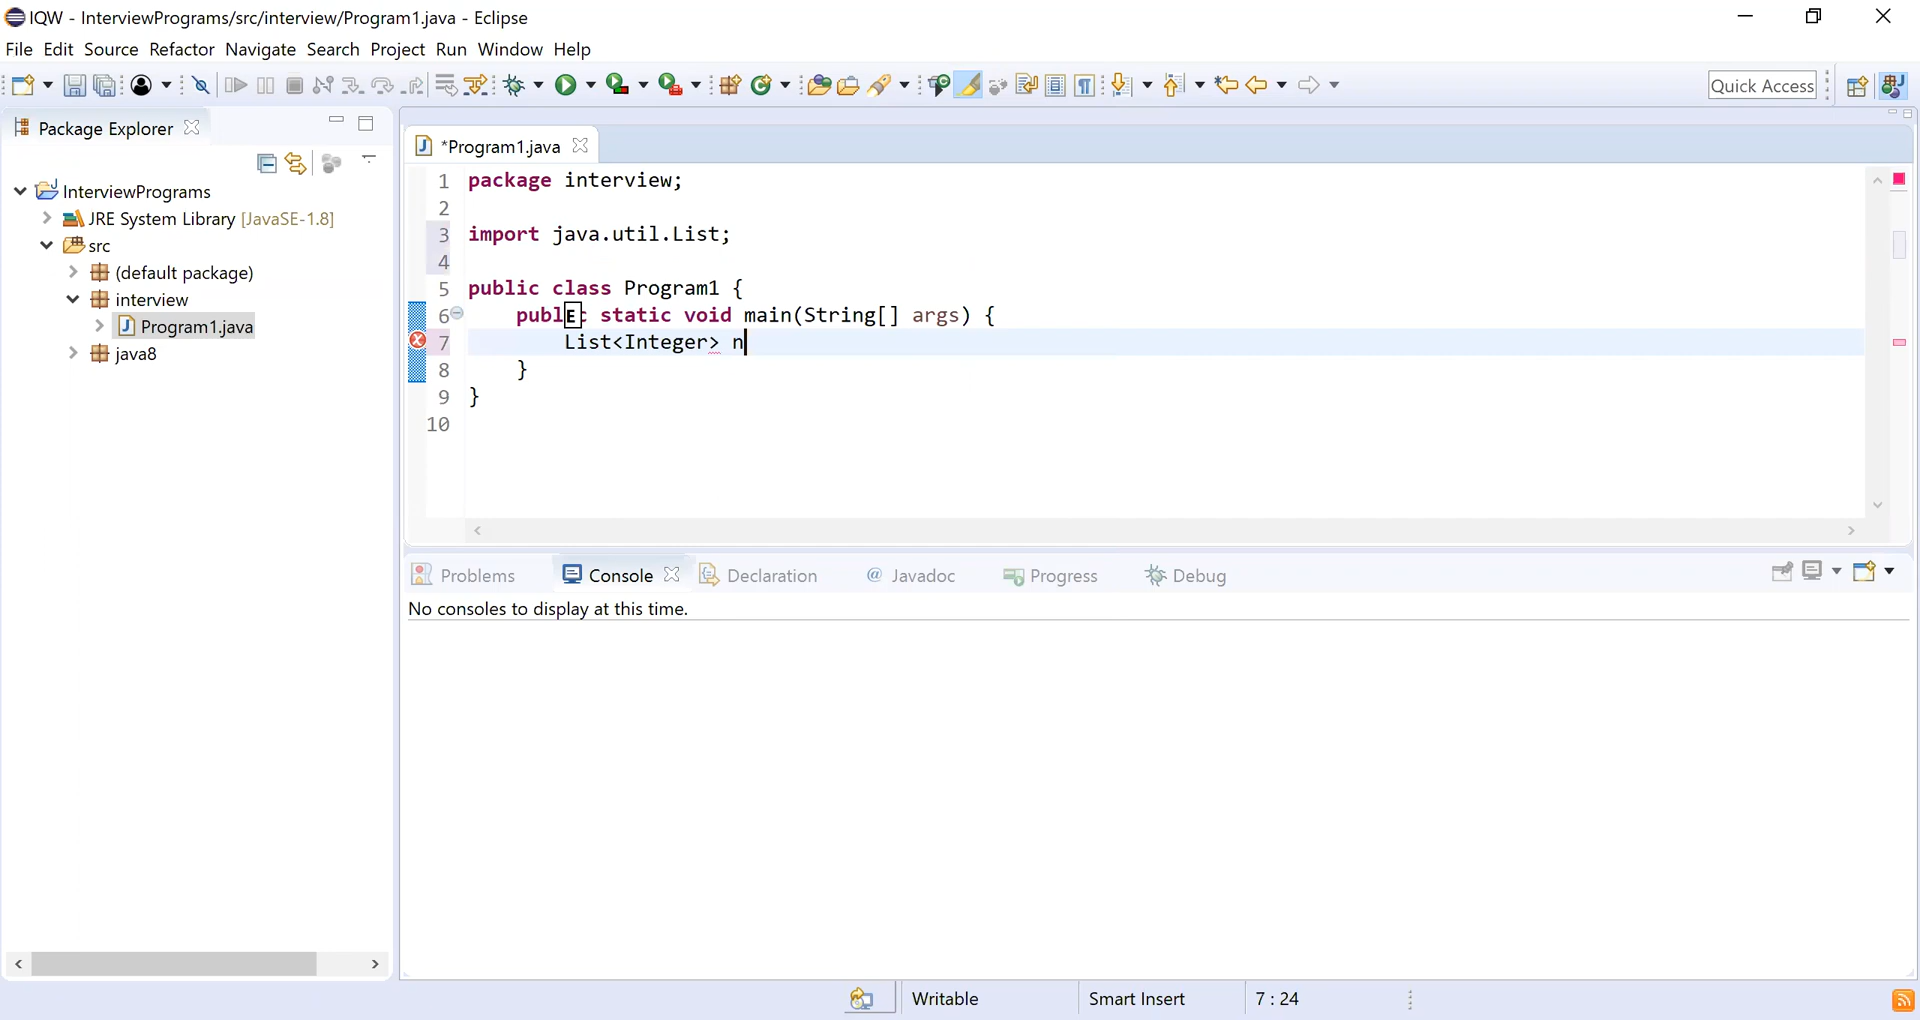 IQW - InterviewPrograms/src/interview/Program1.java - Eclipse
File Edit Source Refactor Navigate Search Project Run Window Help
Quick Access
Package Explorer
InterviewPrograms
JRE System Library [JavaSE-1.8]
src
(default package)
interview
Program1.java
java8
*Program1.java
1 package interview;
2
3 import java.util.List;
4
5 public class Program1 {
6 public static void main(String[] args) {
7 List<Integer> n
8 }
9 }
10
E
Problems Console Declaration @ Javadoc Progress Debug
No consoles to display at this time.
Writable Smart Insert 7 : 24